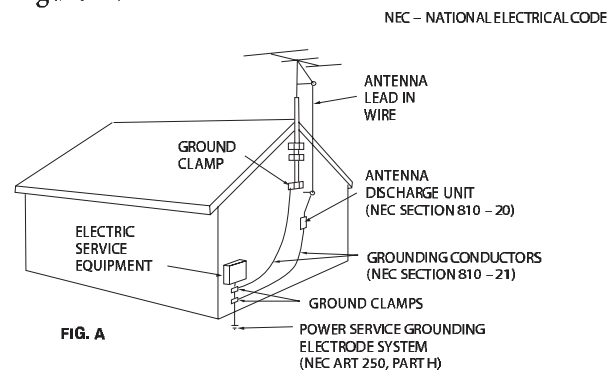 NEC – NATIONAL ELECTRICAL CODE
ANTENNA
LEAD IN
WIRE
GROUND
CLAMP
ANTENNA
DISCHARGE UNIT
(NEC SECTION 810 – 20)
ELECTRIC
SERVICE
EQUIPMENT
GROUNDING CONDUCTORS
(NEC SECTION 810 – 21)
GROUND CLAMPS
FIG. A
POWER SERVICE GROUNDING
ELECTRODE SYSTEM
(NEC ART 250, PART H)